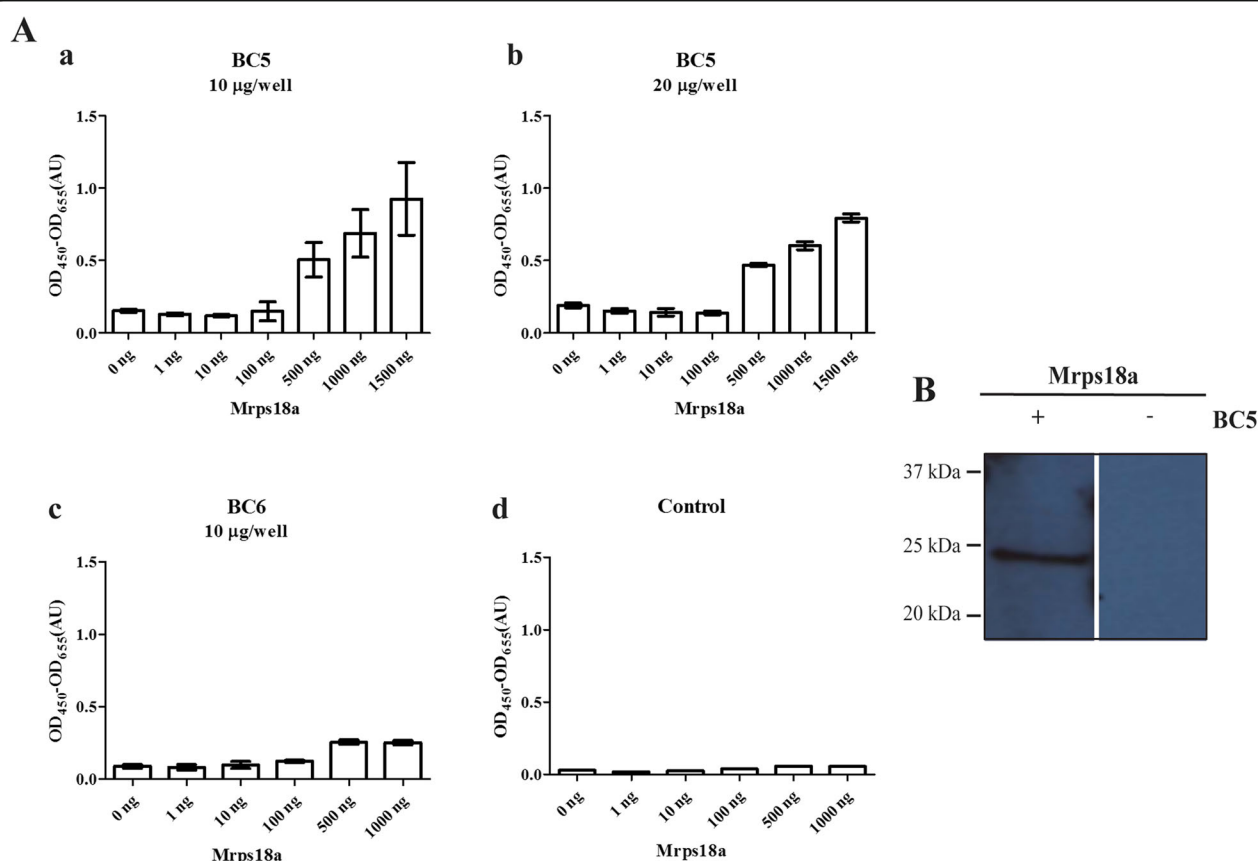 A
a
BC5
10 µg/well
OD450-OD655(AU)
1.5
1.0
0.5
0.0
0 ng
1 ng
10 ng
100 ng
500 ng
1000 ng
1500 ng
Mrps18a
b
BC5
20 µg/well
OD450-OD655(AU)
1.5
1.0
0.5
0.0
0 ng
1 ng
10 ng
100 ng
500 ng
1000 ng
1500 ng
Mrps18a
c
BC6
10 µg/well
OD450-OD655(AU)
1.5
1.0
0.5
0.0
0 ng
1 ng
10 ng
100 ng
500 ng
1000 ng
Mrps18a
d
Control
OD450-OD655(AU)
1.5
1.0
0.5
0.0
0 ng
1 ng
10 ng
100 ng
500 ng
1000 ng
Mrps18a
B
Mrps18a
+ - BC5
37 kDa
25 kDa
20 kDa